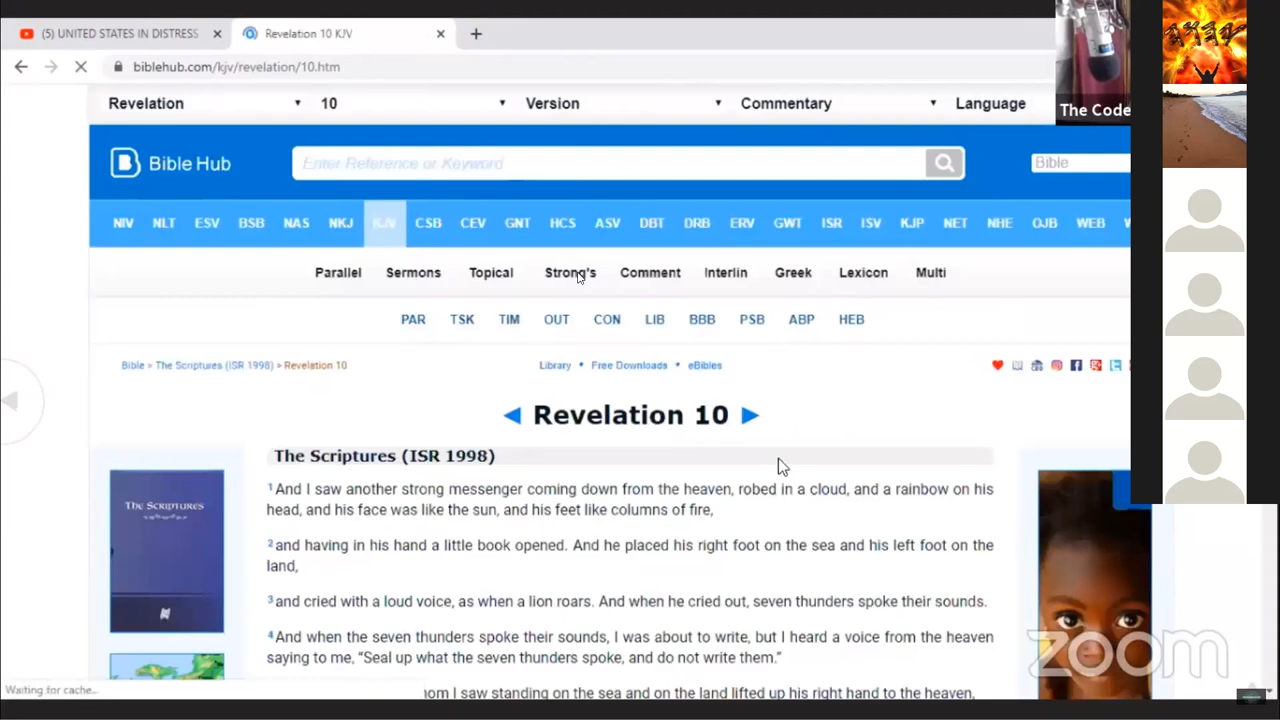 (5) UNITED STATES IN DISTRESS
Revelation 10 KJV
biblehub.com/kjv/revelation/10.htm
The Code
Revelation 10 Version Commentary Language
Bible Hub
Enter Reference or Keyword
Bible
NIV NLT ESV BSB NAS NKJ KJV CSB CEV GNT HCS ASV DBT DRB ERV GWT ISR ISV KJP NET NHE OJB WEB
Parallel Sermons Topical Strong's Comment Interlin Greek Lexicon Multi
PAR TSK TIM OUT CON LIB BBB PSB ABP HEB
Bible > The Scriptures (ISR 1998) > Revelation 10
Library • Free Downloads • eBibles
◄ Revelation 10 ►
The Scriptures (ISR 1998)
THE SCRIPTURES
1And I saw another strong messenger coming down from the heaven, robed in a cloud, and a rainbow on his
head, and his face was like the sun, and his feet like columns of fire,
2and having in his hand a little book opened. And he placed his right foot on the sea and his left foot on the
land,
3and cried with a loud voice, as when a lion roars. And when he cried out, seven thunders spoke their sounds.
4And when the seven thunders spoke their sounds, I was about to write, but I heard a voice from the heaven
saying to me, “Seal up what the seven thunders spoke, and do not write them.”
I saw standing on the sea and on the land lifted up his right hand to the heaven,
zoom
Waiting for cache...